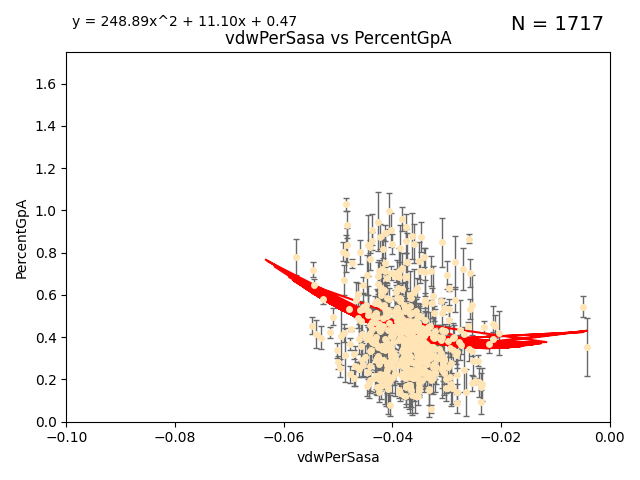 y = 248.89x^2 + 11.10x + 0.47
N = 1717
vdwPerSasa vs PercentGpA
1.6
1.4
1.2
1.0
0.8
0.6
0.4
0.2
0.0
PercentGpA
−0.10 −0.08 −0.06 −0.04 −0.02 0.00
vdwPerSasa